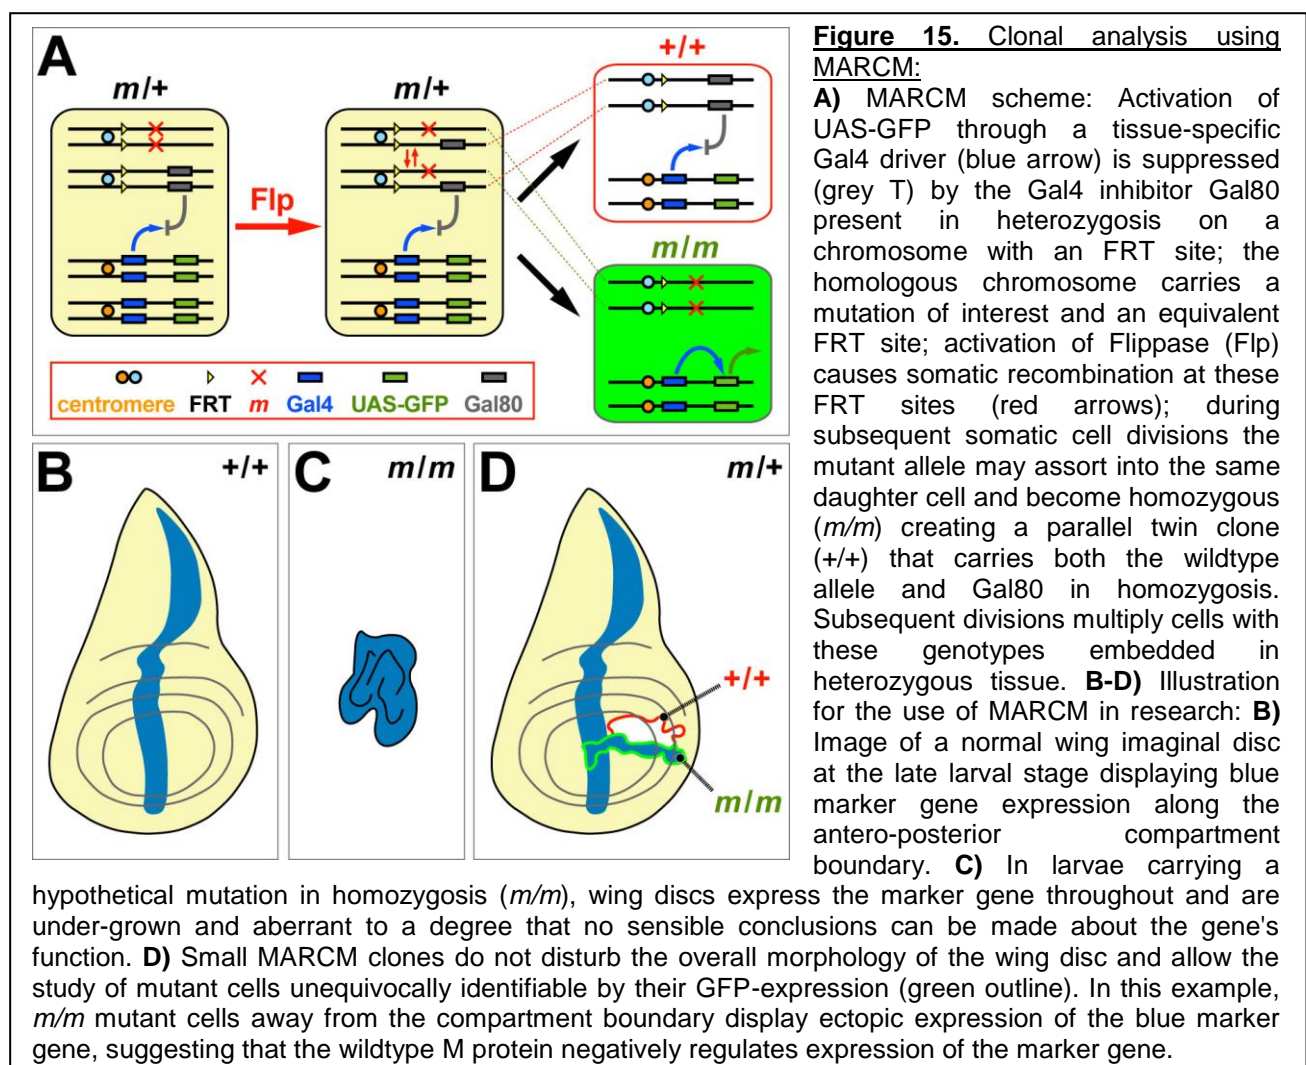 A
m/+
m/+
+/+
Flp
m/m
centromere FRT m Gal4 UAS-GFP Gal80
B
+/+
C
m/m
D
m/+
+/+
m/m
Figure 15. Clonal analysis using
MARCM:
A) MARCM scheme: Activation of
UAS-GFP through a tissue-specific
Gal4 driver (blue arrow) is suppressed
(grey T) by the Gal4 inhibitor Gal80
present in heterozygosis on a
chromosome with an FRT site; the
homologous chromosome carries a
mutation of interest and an equivalent
FRT site; activation of Flippase (Flp)
causes somatic recombination at these
FRT sites (red arrows); during
subsequent somatic cell divisions the
mutant allele may assort into the same
daughter cell and become homozygous
(m/m) creating a parallel twin clone
(+/+) that carries both the wildtype
allele and Gal80 in homozygosis.
Subsequent divisions multiply cells with
these genotypes embedded in
heterozygous tissue. B-D) Illustration
for the use of MARCM in research: B)
Image of a normal wing imaginal disc
at the late larval stage displaying blue
marker gene expression along the
antero-posterior compartment
boundary. C) In larvae carrying a
hypothetical mutation in homozygosis (m/m), wing discs express the marker gene throughout and are
under-grown and aberrant to a degree that no sensible conclusions can be made about the gene's
function. D) Small MARCM clones do not disturb the overall morphology of the wing disc and allow the
study of mutant cells unequivocally identifiable by their GFP-expression (green outline). In this example,
m/m mutant cells away from the compartment boundary display ectopic expression of the blue marker
gene, suggesting that the wildtype M protein negatively regulates expression of the marker gene.